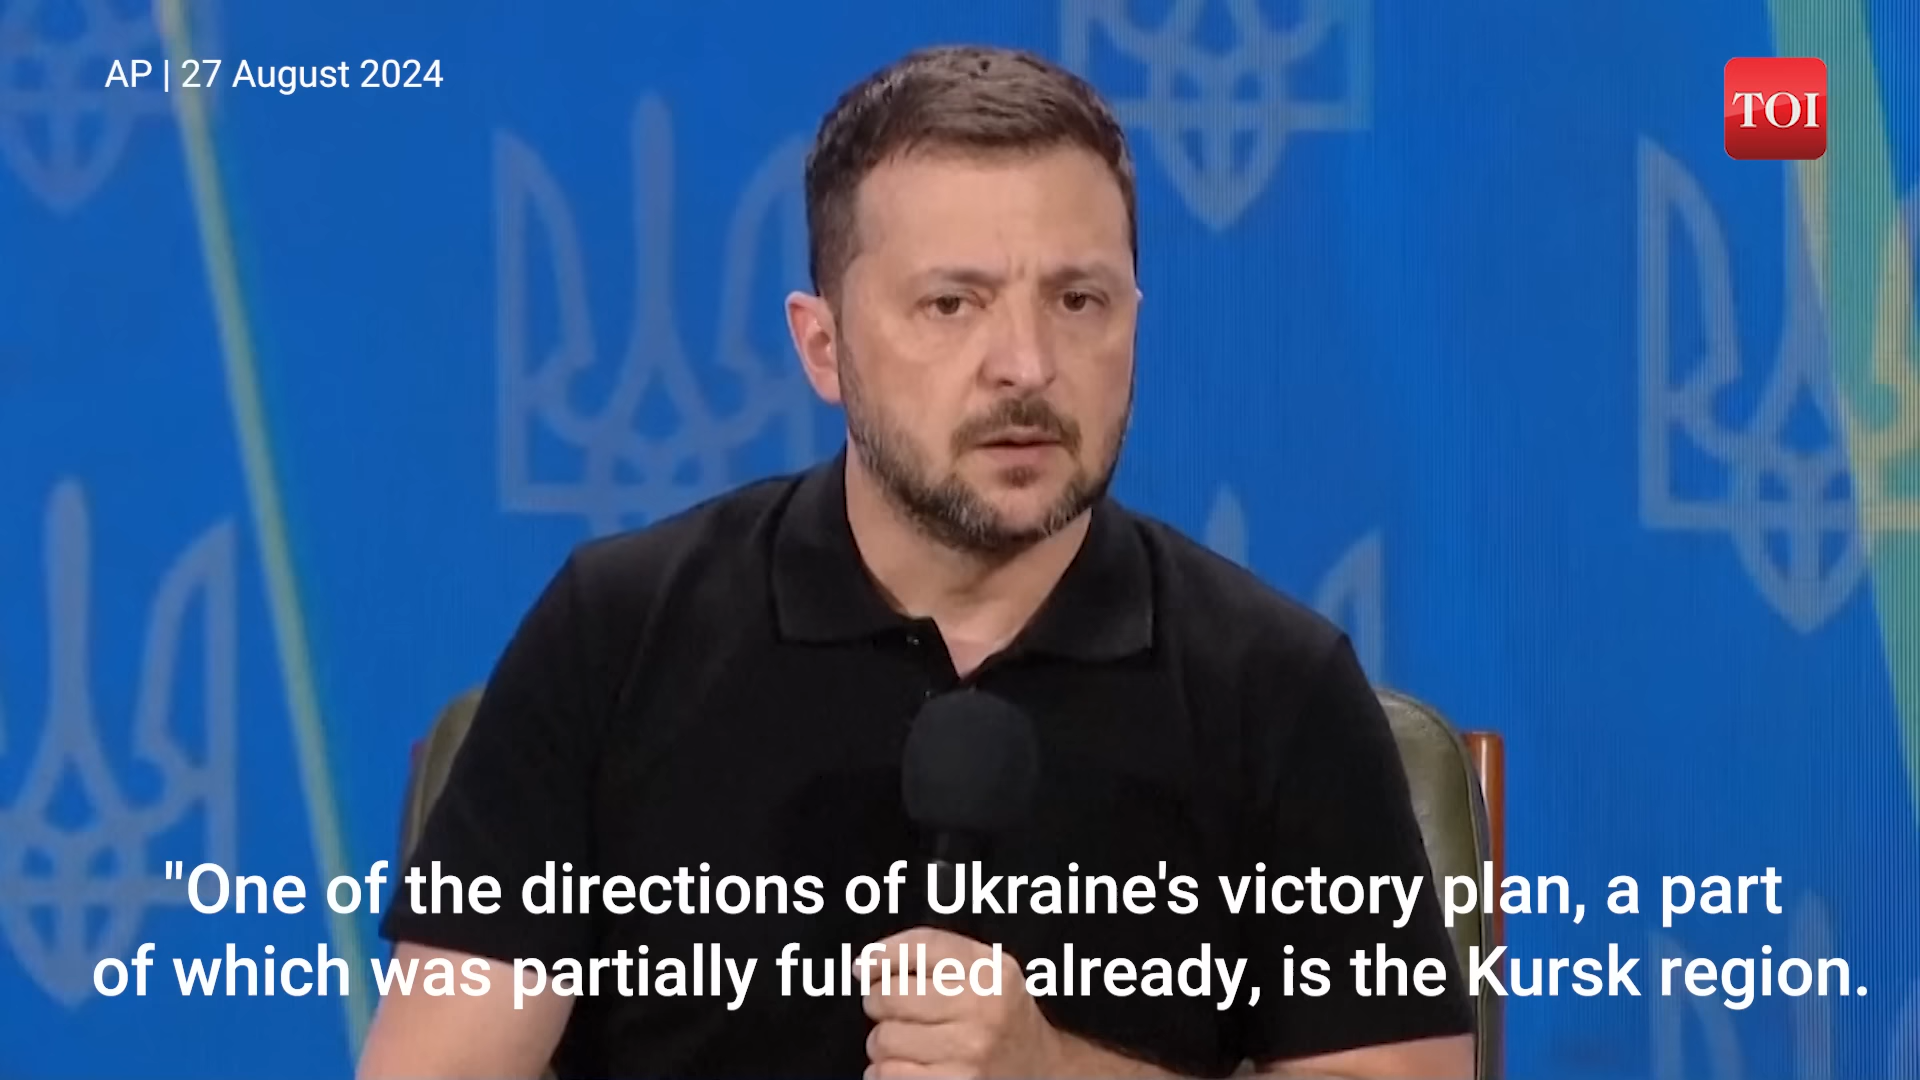 AP | 27 August 2024
TOI
"One of the directions of Ukraine's victory plan, a part
of which was partially fulfilled already, is the Kursk region.